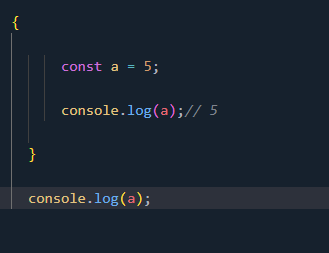 {
const a = 5;
console.log(a);// 5
}
console.log(a);